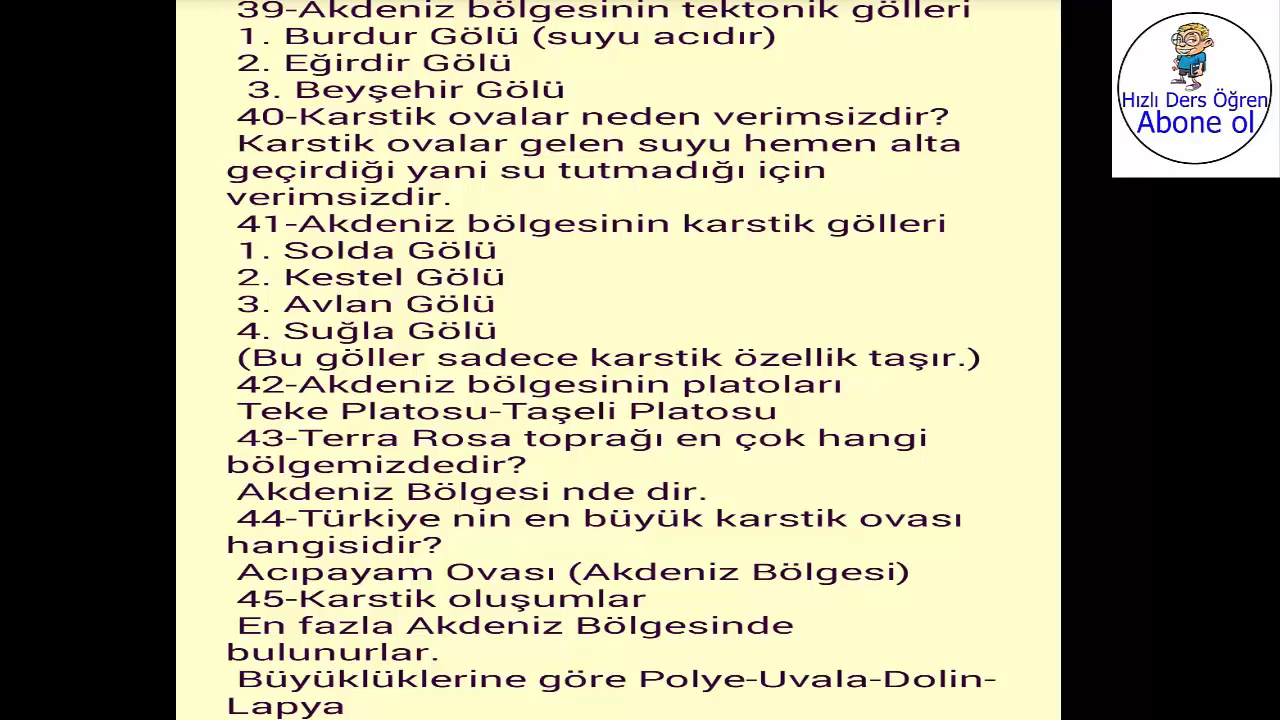 39-Akdeniz bölgesinin tektonik gölleri
1. Burdur Gölü (suyu acıdır)
2. Eğirdir Gölü
3. Beyşehir Gölü
40-Karstik ovalar neden verimsizdir?
Karstik ovalar gelen suyu hemen alta
geçirdiği yani su tutmadığı için
verimsizdir.
41-Akdeniz bölgesinin karstik gölleri
1. Solda Gölü
2. Kestel Gölü
3. Avlan Gölü
4. Suğla Gölü
(Bu göller sadece karstik özellik taşır.)
42-Akdeniz bölgesinin platoları
Teke Platosu-Taşeli Platosu
43-Terra Rosa toprağı en çok hangi
bölgemizdedir?
Akdeniz Bölgesi nde dir.
44-Türkiye nin en büyük karstik ovası
hangisidir?
Acıpayam Ovası (Akdeniz Bölgesi)
45-Karstik oluşumlar
En fazla Akdeniz Bölgesinde
bulunurlar.
Büyüklüklerine göre Polye-Uvala-Dolin-
Lapya
Hızlı Ders Öğren
Abone ol